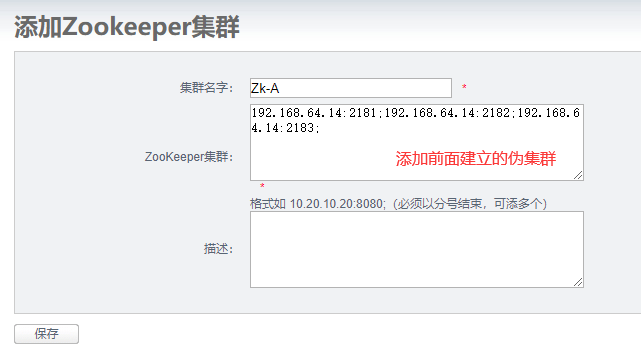 添加Zookeeper集群
集群名字： Zk-A *
ZooKeeper集群：
192.168.64.14:2181;192.168.64.14:2182;192.168.6
4.14:2183;
添加前面建立的伪集群
*
格式如 10.20.10.20:8080;（必须以分号结束，可添多个）
描述：
保存